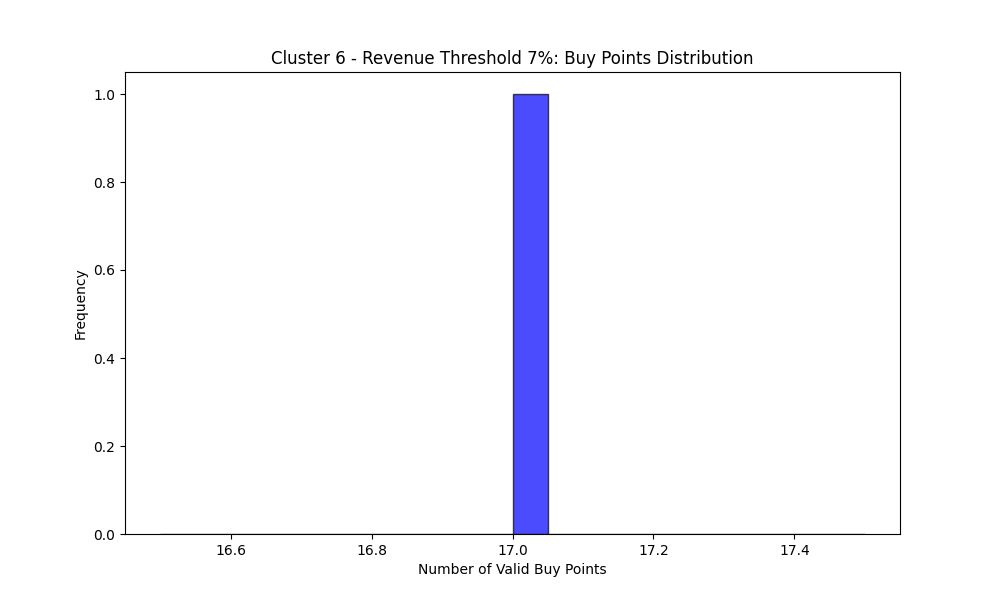 Cluster 6 - Revenue Threshold 7%: Buy Points Distribution
1.0
0.8
0.6
0.4
0.2
0.0
Frequency
16.6 16.8 17.0 17.2 17.4
Number of Valid Buy Points